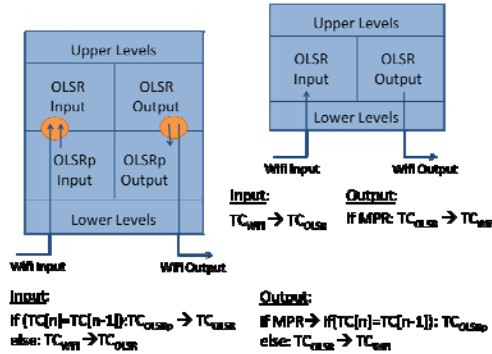 Upper Levels
OLSR Input
OLSR Output
OLSRp Input
OLSRp Output
Lower Levels
Wifi Input
Wifi Output
Input:
If (TC[n]=TC[n-1]):TC_OLSRp → TC_OLSR
else: TC_Wifi → TC_OLSR
Output:
If MPR → If(TC[n]=TC[n-1]): TC_OLSRp
else: TC_OLSR → TC_Wifi
Upper Levels
OLSR Input
OLSR Output
Lower Levels
Wifi Input
Wifi Output
Input:
TC_Wifi → TC_OLSR
Output:
If MPR: TC_OLSR → TC_Wifi